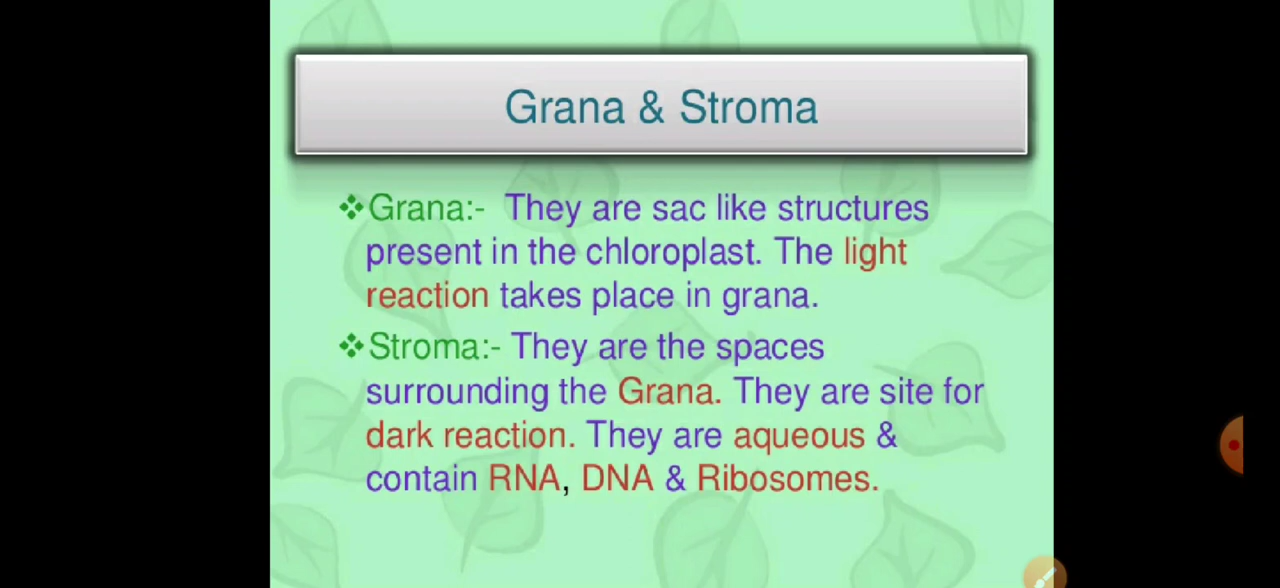 Grana & Stroma
❖Grana:- They are sac like structures
present in the chloroplast. The light
reaction takes place in grana.
❖Stroma:- They are the spaces
surrounding the Grana. They are site for
dark reaction. They are aqueous &
contain RNA, DNA & Ribosomes.